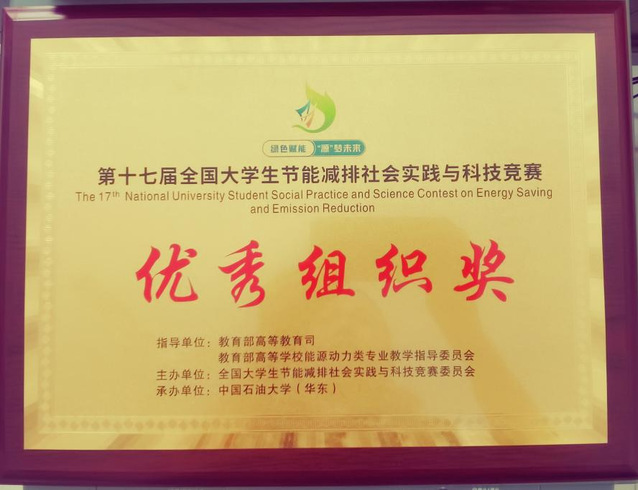 绿色赋能 "源"梦未来
第十七届全国大学生节能减排社会实践与科技竞赛
The 17th National University Student Social Practice and Science Contest on Energy Saving
and Emission Reduction
优秀组织奖
指导单位：教育部高等教育司
教育部高等学校能源动力类专业教学指导委员会
主办单位：全国大学生节能减排社会实践与科技竞赛委员会
承办单位：中国石油大学（华东）